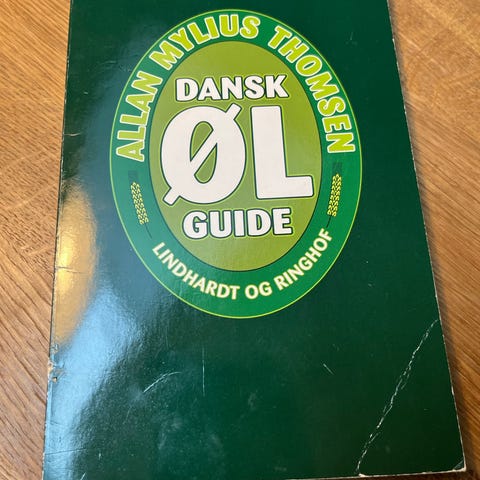 ALLAN MYLIUS THOMSEN
DANSK
ØL
GUIDE
LINDHARDT OG RINGHOF